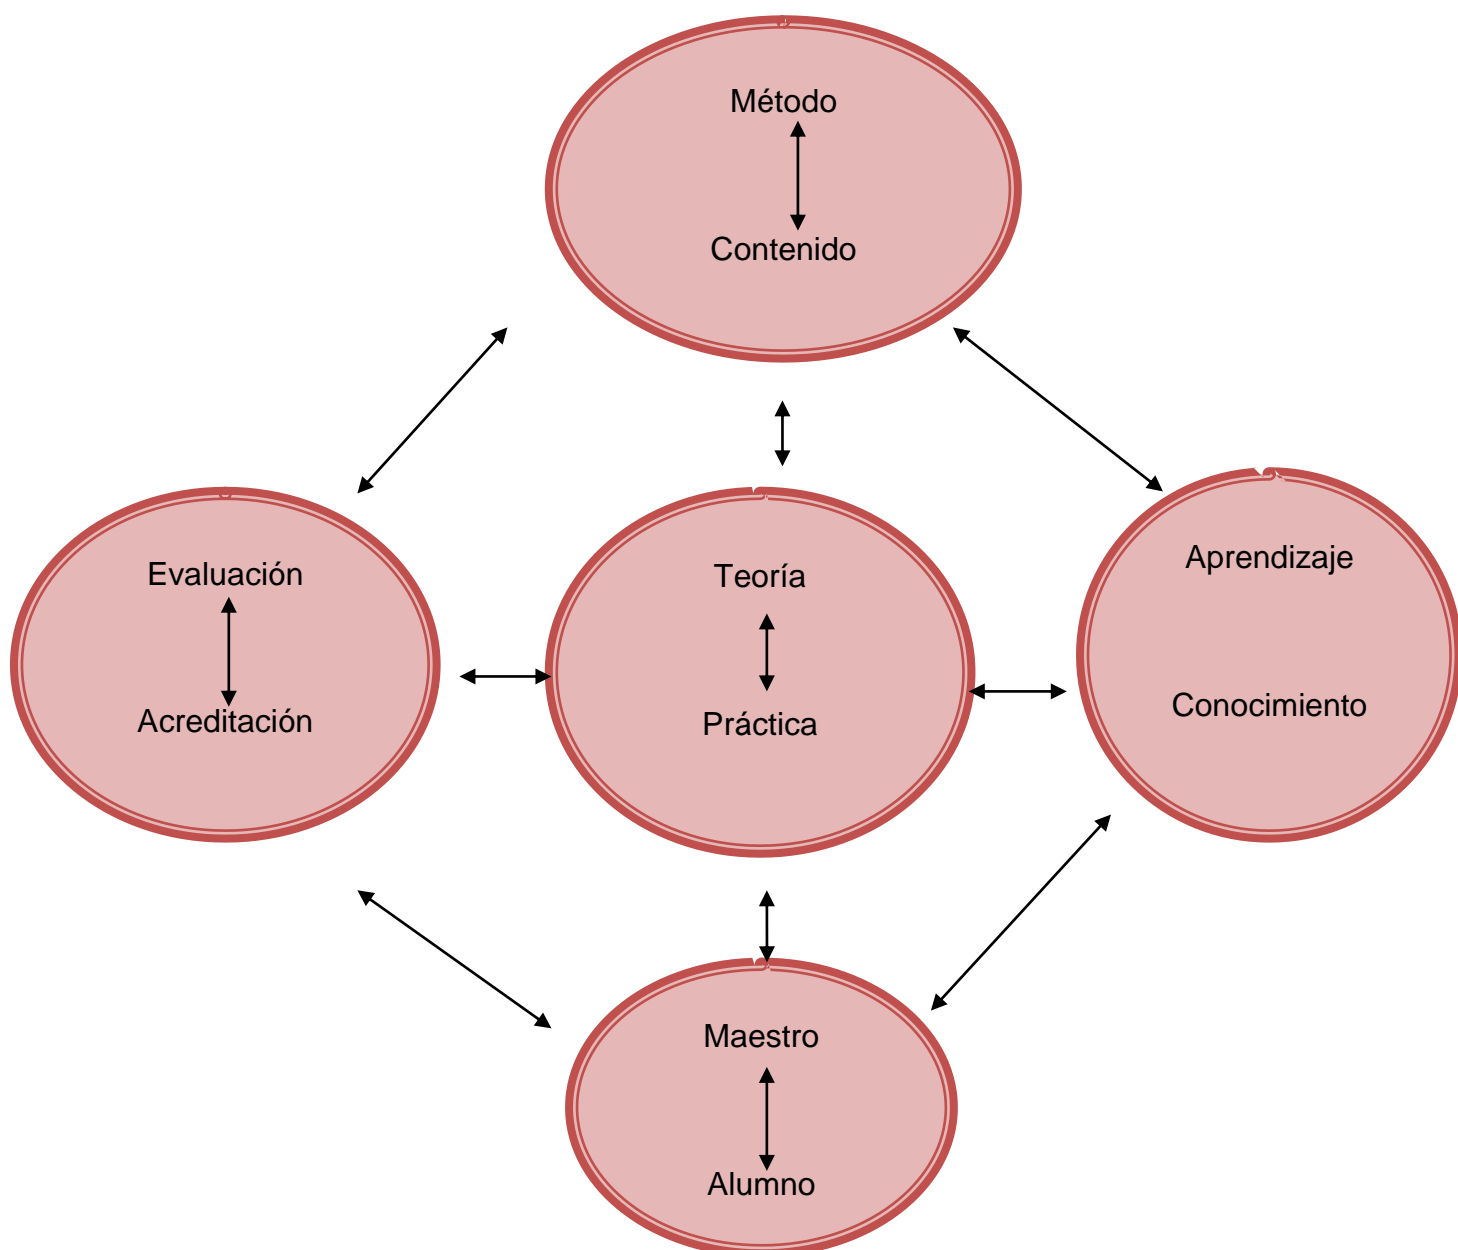 Método
Contenido
Evaluación
Acreditación
Teoría
Práctica
Aprendizaje
Conocimiento
Maestro
Alumno